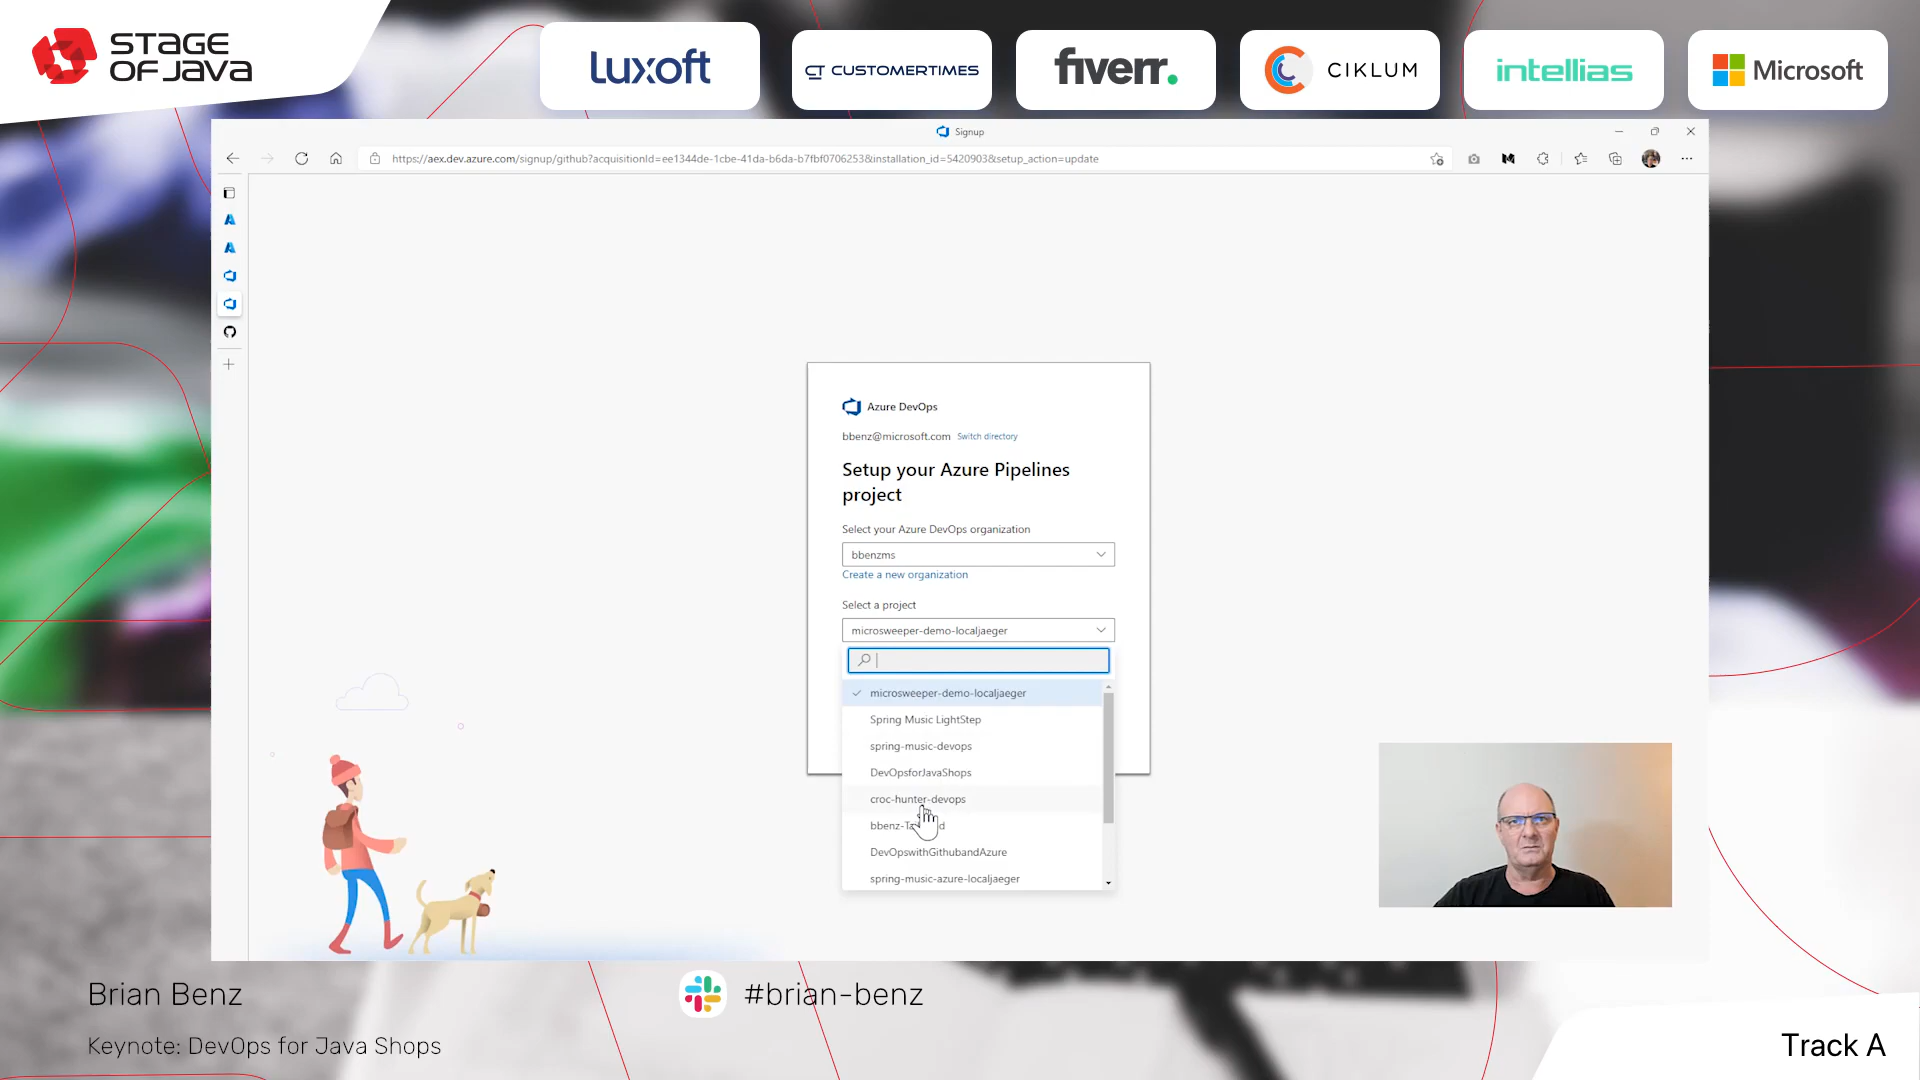 STAGE
OF JAVA
Luxoft
CT CUSTOMERTIMES
fiverr.
CIKLUM
intellias
Microsoft
Signup
https://aex.dev.azure.com/signup/github?acquisitionId=ee1344de-1cbe-41da-b6da-b7fbf0706253&installation_id=5420903&setup_action=update
Azure DevOps
bbenz@microsoft.com Switch directory
Setup your Azure Pipelines
project
Select your Azure DevOps organization
bbenzms
Create a new organization
Select a project
microsweeper-demo-localjaeger
microsweeper-demo-localjaeger
Spring Music LightStep
spring-music-devops
DevOpsforJavaShops
croc-hunter-devops
DevOpswithGithubandAzure
spring-music-azure-localjaeger
Brian Benz
#brian-benz
Keynote: DevOps for Java Shops
Track A